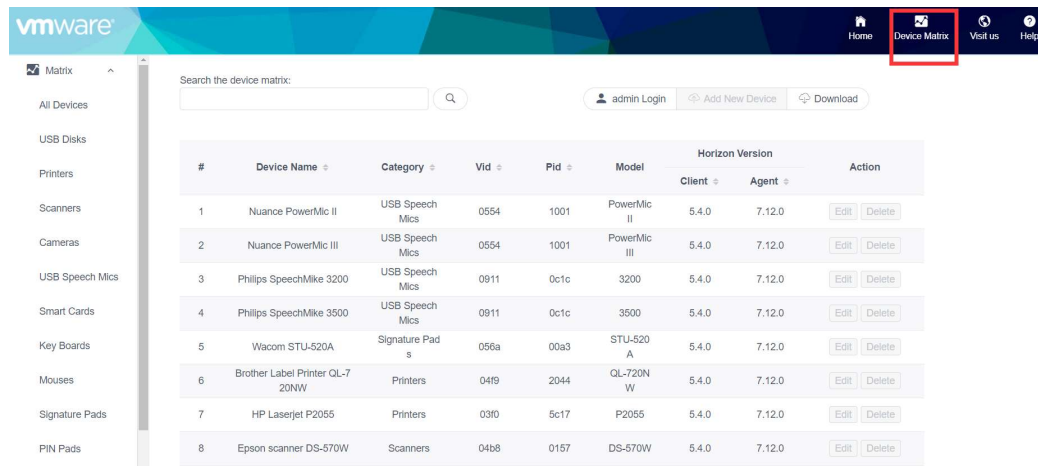 vmware
Home
Device Matrix
Visit us
Help
Matrix
All Devices
USB Disks
Printers
Scanners
Cameras
USB Speech Mics
Smart Cards
Key Boards
Mouses
Signature Pads
PIN Pads
Search the device matrix:
admin Login
Add New Device
Download
# Device Name Category Vid Pid Model Horizon Version Action
Client Agent
1 Nuance PowerMic II USB Speech Mics 0554 1001 PowerMic II 5.4.0 7.12.0 Edit Delete
2 Nuance PowerMic III USB Speech Mics 0554 1001 PowerMic III 5.4.0 7.12.0 Edit Delete
3 Philips SpeechMike 3200 USB Speech Mics 0911 0c1c 3200 5.4.0 7.12.0 Edit Delete
4 Philips SpeechMike 3500 USB Speech Mics 0911 0c1c 3500 5.4.0 7.12.0 Edit Delete
5 Wacom STU-520A Signature Pad s 056a 00a3 STU-520 A 5.4.0 7.12.0 Edit Delete
6 Brother Label Printer QL-7 20NW Printers 04f9 2044 QL-720N W 5.4.0 7.12.0 Edit Delete
7 HP Laserjet P2055 Printers 03f0 5c17 P2055 5.4.0 7.12.0 Edit Delete
8 Epson scanner DS-570W Scanners 04b8 0157 DS-570W 5.4.0 7.12.0 Edit Delete